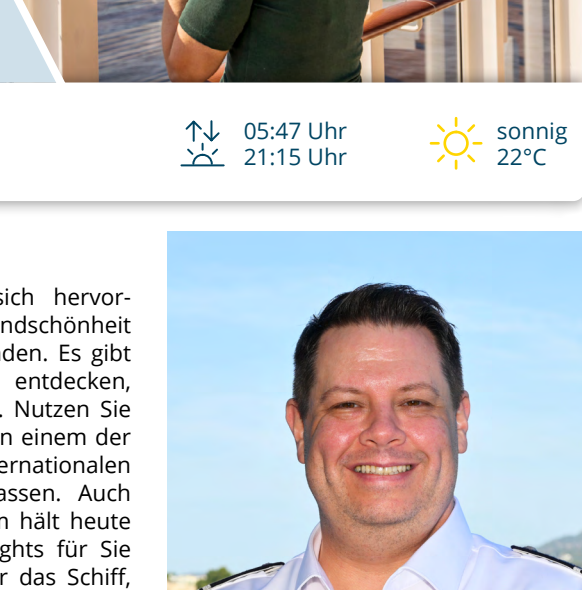 05:47 Uhr
21:15 Uhr
sonnig
22°C
sich hervor-
ndschönheit
den. Es gibt
entdecken,
. Nutzen Sie
n einem der
ernationalen
assen. Auch
n hält heute
ghts für Sie
r das Schiff,